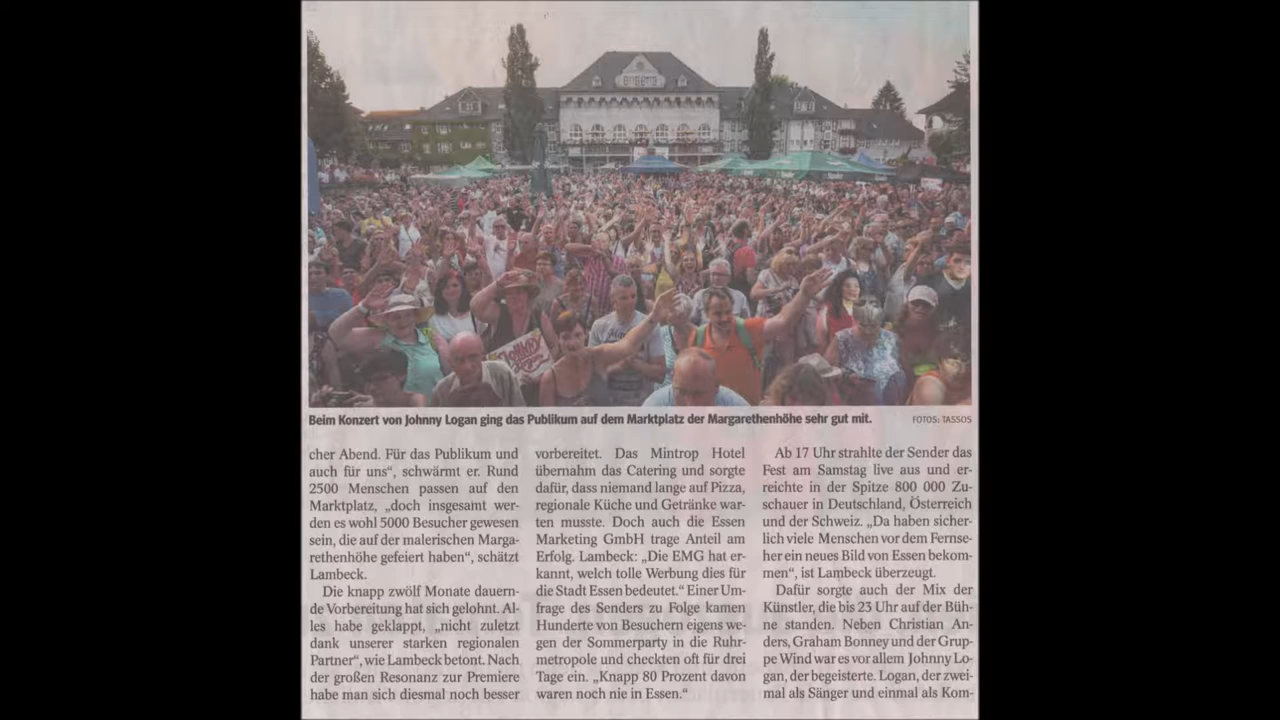 Johnny
Logan
Beim Konzert von Johnny Logan ging das Publikum auf dem Marktplatz der Margarethenhöhe sehr gut mit.
FOTOS: TASSOS
cher Abend. Für das Publikum und
auch für uns“, schwärmt er. Rund
2500 Menschen passen auf den
Marktplatz, „doch insgesamt wer-
den es wohl 5000 Besucher gewesen
sein, die auf der malerischen Marga-
rethenhöhe gefeiert haben“, schätzt
Lambeck.
Die knapp zwölf Monate dauern-
de Vorbereitung hat sich gelohnt. Al-
les habe geklappt, „nicht zuletzt
dank unserer starken regionalen
Partner“, wie Lambeck betont. Nach
der großen Resonanz zur Premiere
habe man sich diesmal noch besser
vorbereitet. Das Mintrop Hotel
übernahm das Catering und sorgte
dafür, dass niemand lange auf Pizza,
regionale Küche und Getränke war-
ten musste. Doch auch die Essen
Marketing GmbH trage Anteil am
Erfolg. Lambeck: „Die EMG hat er-
kannt, welch tolle Werbung dies für
die Stadt Essen bedeutet.“ Einer Um-
frage des Senders zu Folge kamen
Hunderte von Besuchern eigens we-
gen der Sommerparty in die Ruhr-
metropole und checkten oft für drei
Tage ein. „Knapp 80 Prozent davon
waren noch nie in Essen.“
Ab 17 Uhr strahlte der Sender das
Fest am Samstag live aus und er-
reichte in der Spitze 800 000 Zu-
schauer in Deutschland, Österreich
und der Schweiz. „Da haben sicher-
lich viele Menschen vor dem Fernse-
her ein neues Bild von Essen bekom-
men“, ist Lambeck überzeugt.
Dafür sorgte auch der Mix der
Künstler, die bis 23 Uhr auf der Büh-
ne standen. Neben Christian An-
ders, Graham Bonney und der Grup-
pe Wind war es vor allem Johnny Lo-
gan, der begeisterte. Logan, der zwei-
mal als Sänger und einmal als Kom-